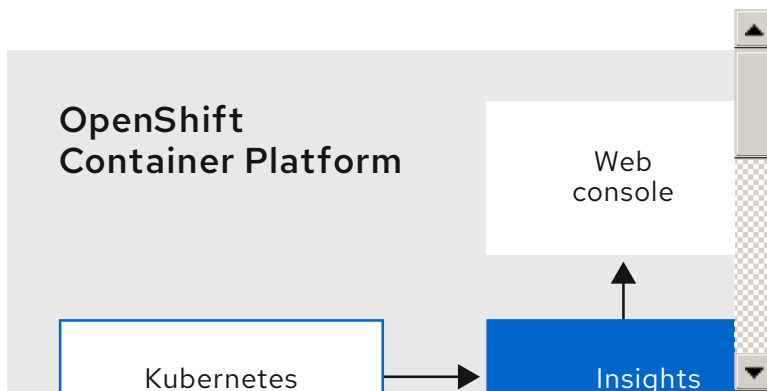 OpenShift
Container Platform
Web
console
Kubernetes
Insights